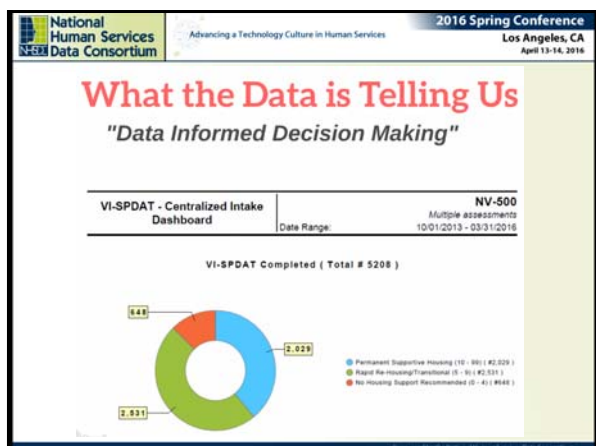 National
Human Services
Data Consortium
NHSDC
Advancing a Technology Culture in Human Services
2016 Spring Conference
Los Angeles, CA
April 13-14, 2016
What the Data is Telling Us
"Data Informed Decision Making"
VI-SPDAT - Centralized Intake
Dashboard
Date Range:
NV-500
Multiple assessments
10/01/2013 - 03/31/2016
VI-SPDAT Completed ( Total # 5208 )
648
2.029
2.531
Permanent Supportive Housing (10 - 99) ( #2,029 )
Rapid Re-Housing/Transitional (5 - 9) ( #2,531 )
No Housing Support Recommended (0 - 4) ( #648 )